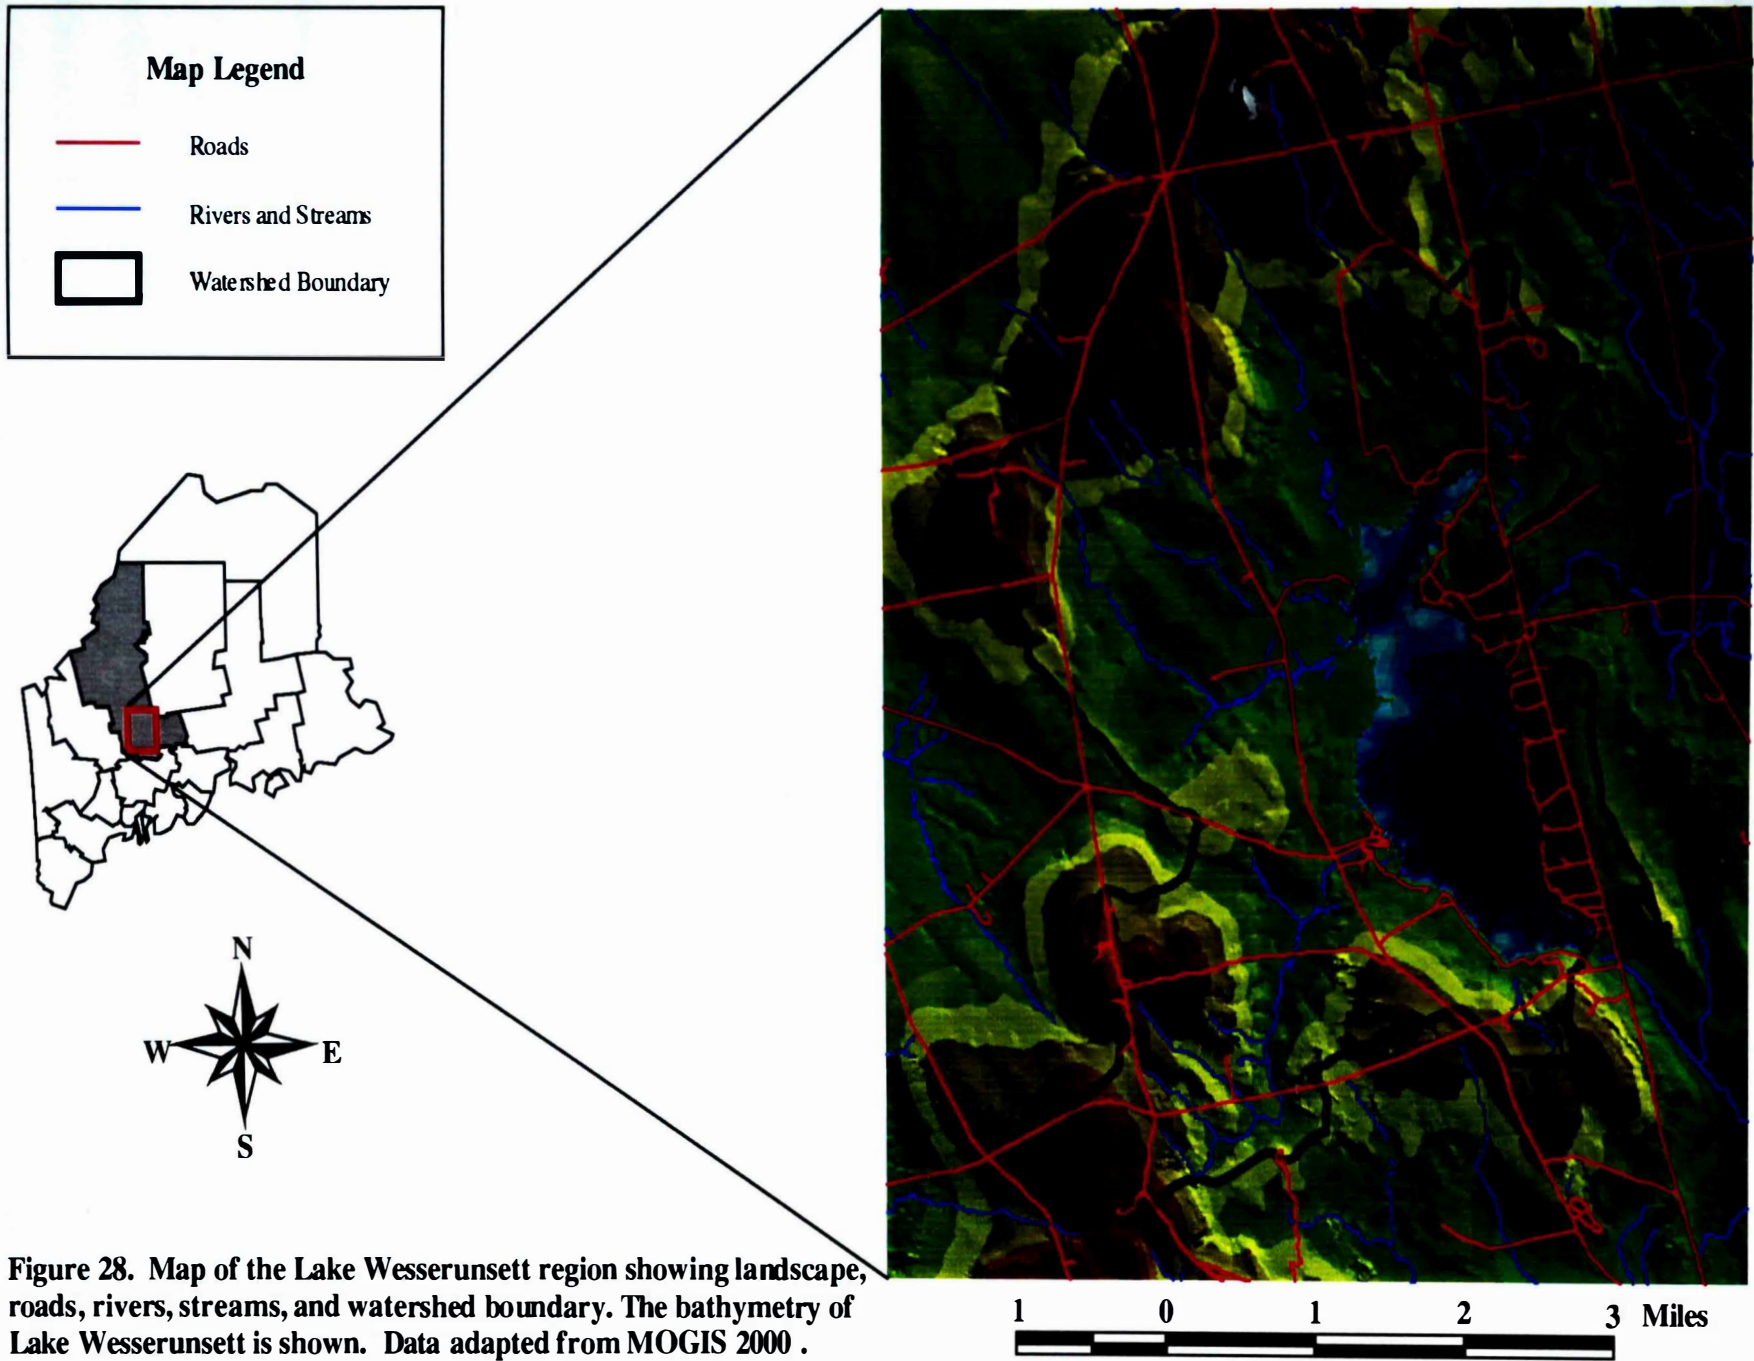 Map Legend
Roads
Rivers and Streams
Watershed Boundary
N
W E
S
Figure 28. Map of the Lake Wesserunsett region showing landscape,
roads, rivers, streams, and watershed boundary. The bathymetry of
Lake Wesserunsett is shown. Data adapted from MOGIS 2000 .
1 0 1 2 3 Miles